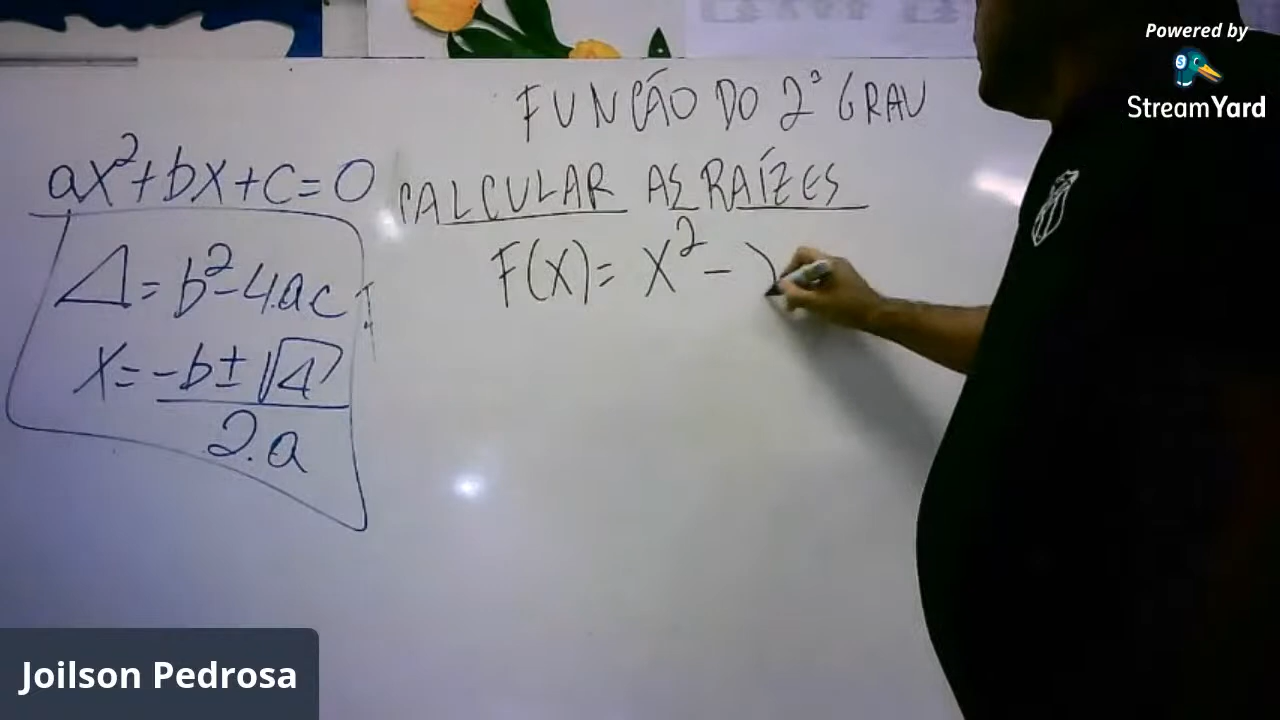 Powered by
StreamYard
FUNÇÃO DO 2º GRAU
ax²+bx+c=0
CALCULAR AS RAÍZES
F(x)= x² -
Δ= b²-4.ac
x= -b±√Δ
2.a
Joilson Pedrosa